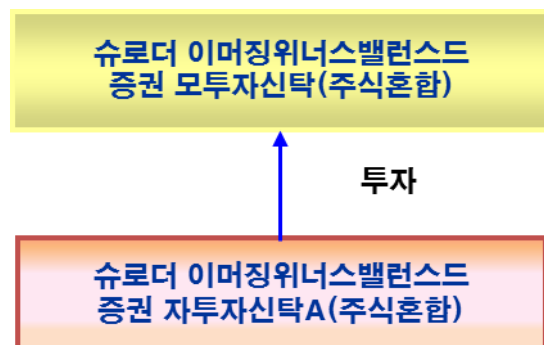 슈로더 이머징위너스밸런스드
증권 모투자신탁(주식혼합)
투자
슈로더 이머징위너스밸런스드
증권 자투자신탁A(주식혼합)